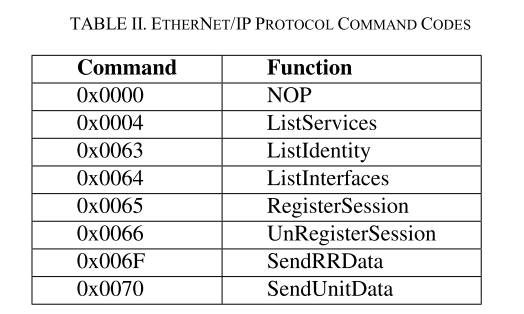 TABLE II. ETHERNET/IP PROTOCOL COMMAND CODES
Command Function
0x0000 NOP
0x0004 ListServices
0x0063 ListIdentity
0x0064 ListInterfaces
0x0065 RegisterSession
0x0066 UnRegisterSession
0x006F SendRRData
0x0070 SendUnitData